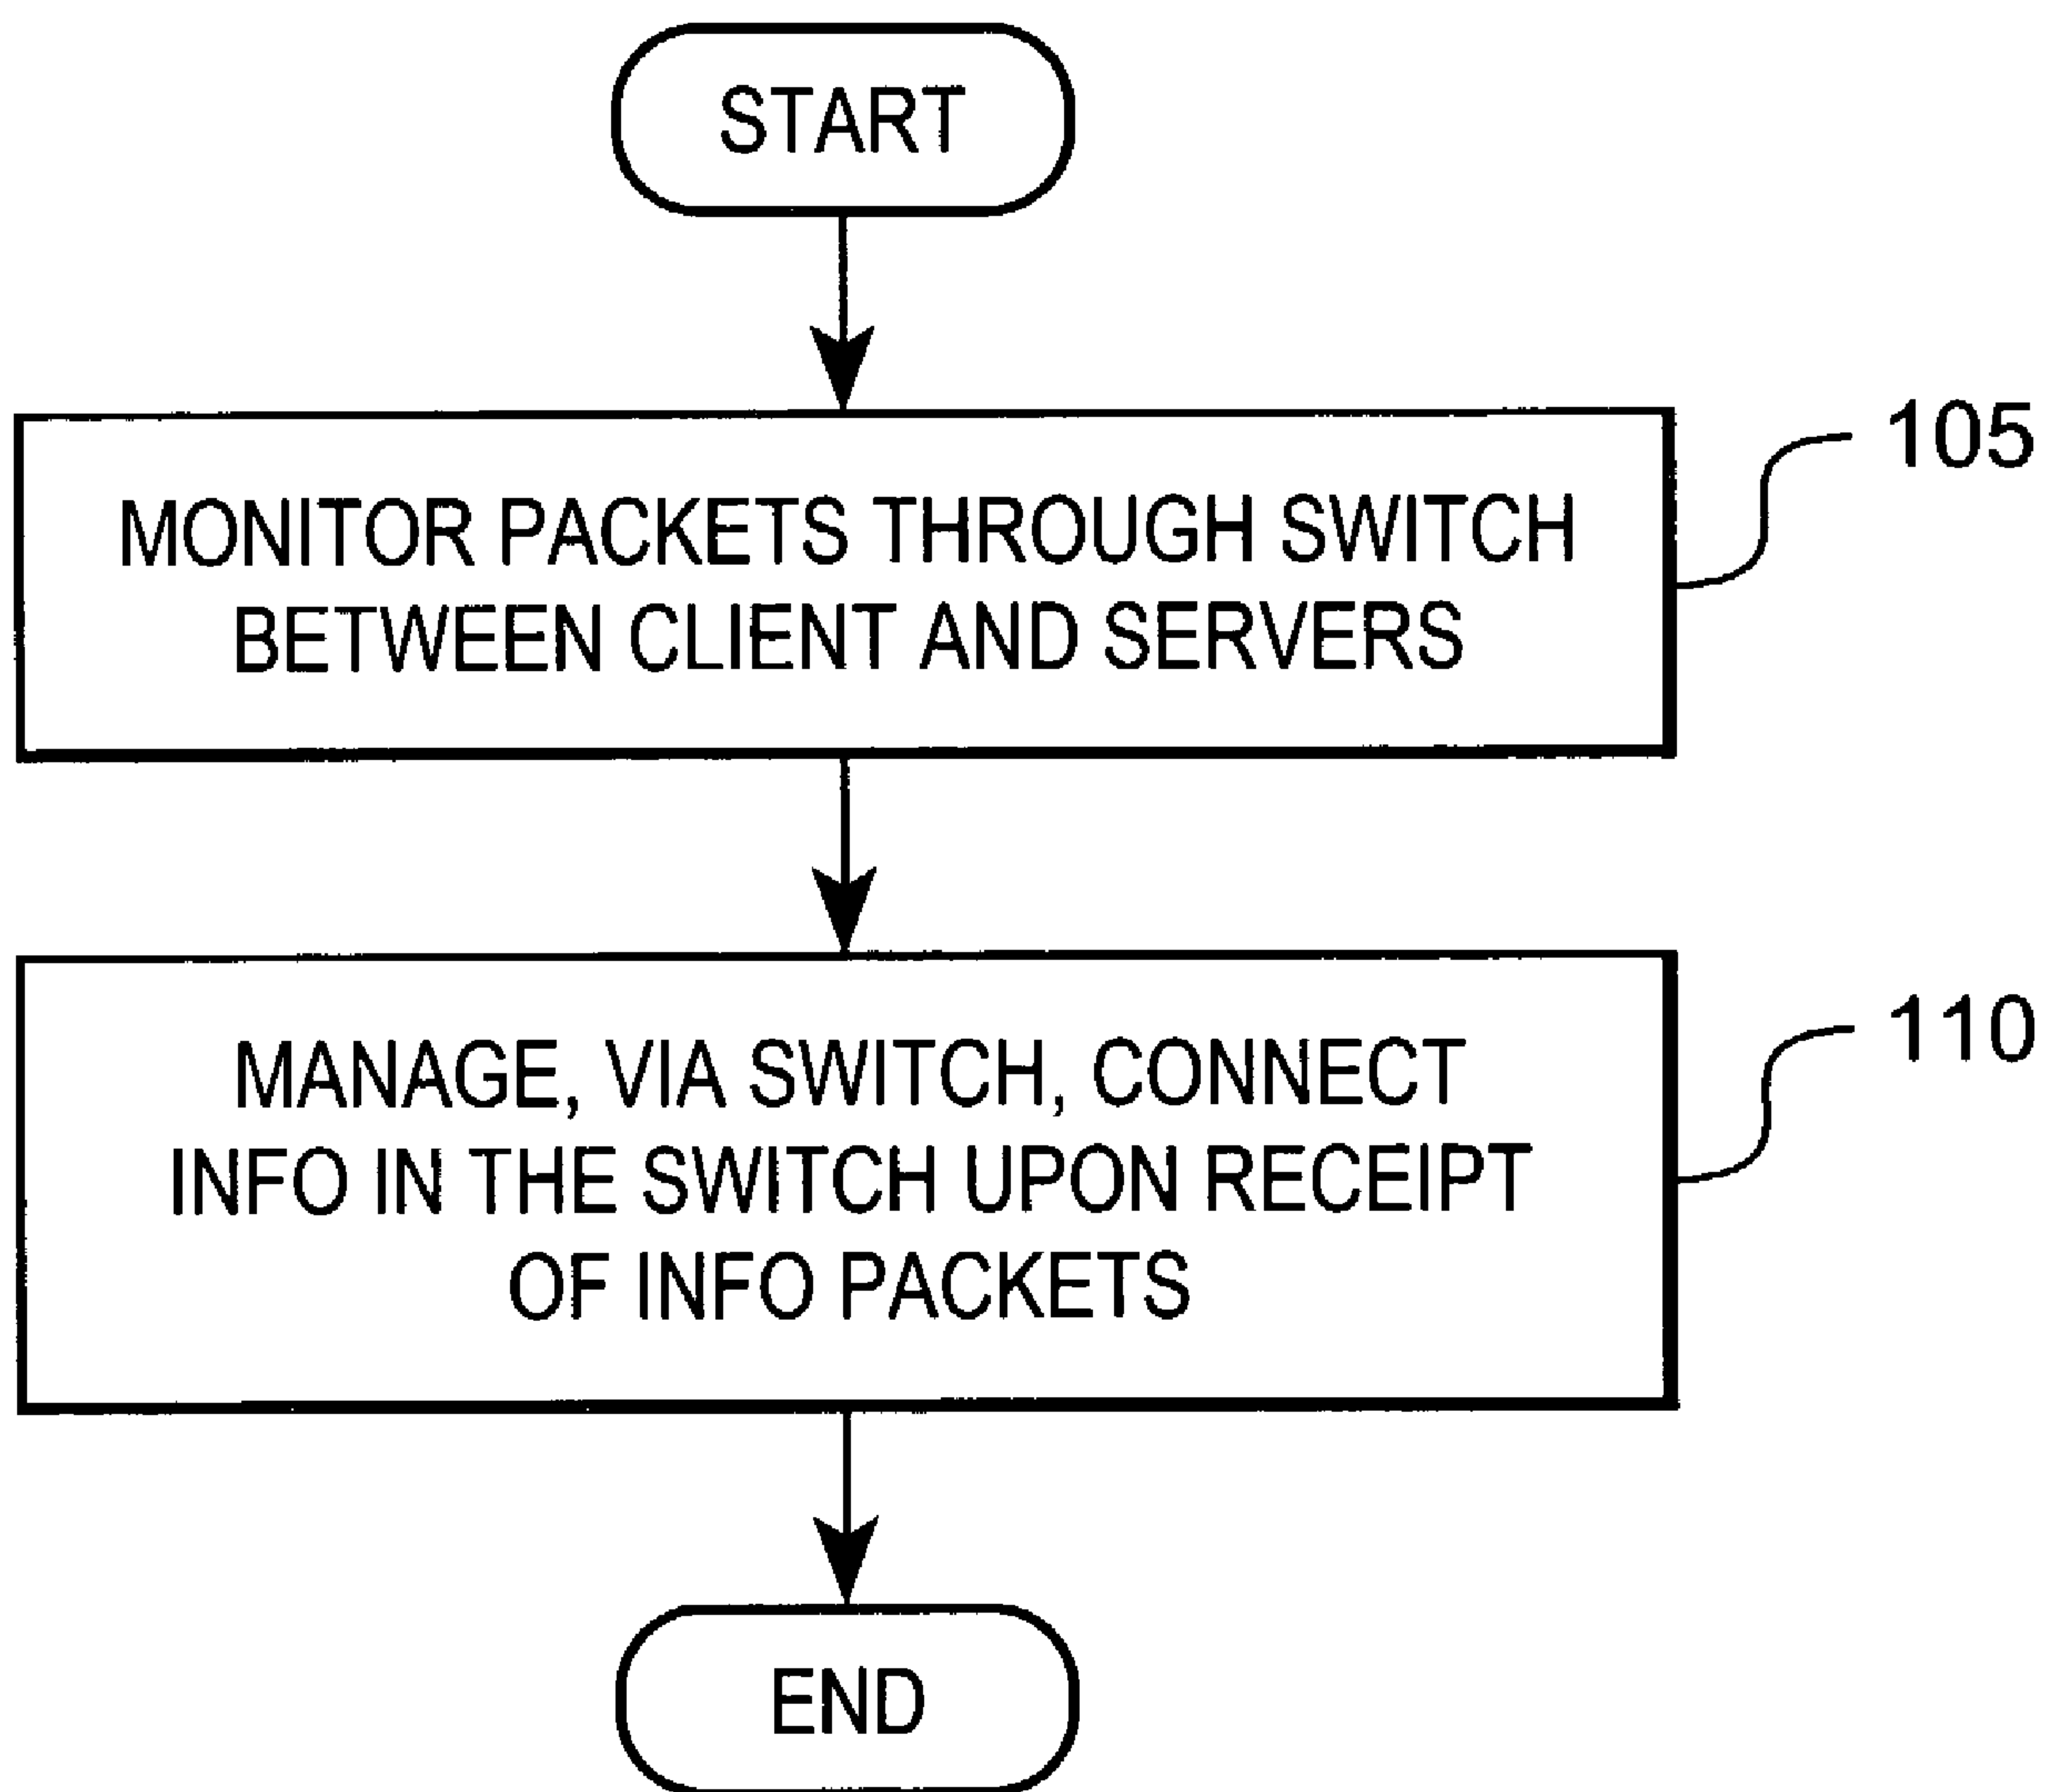 START
105
MONITOR PACKETS THROUGH SWITCH
BETWEEN CLIENT AND SERVERS
110
MANAGE, VIA SWITCH, CONNECT
INFO IN THE SWITCH UPON RECEIPT
OF INFO PACKETS
END